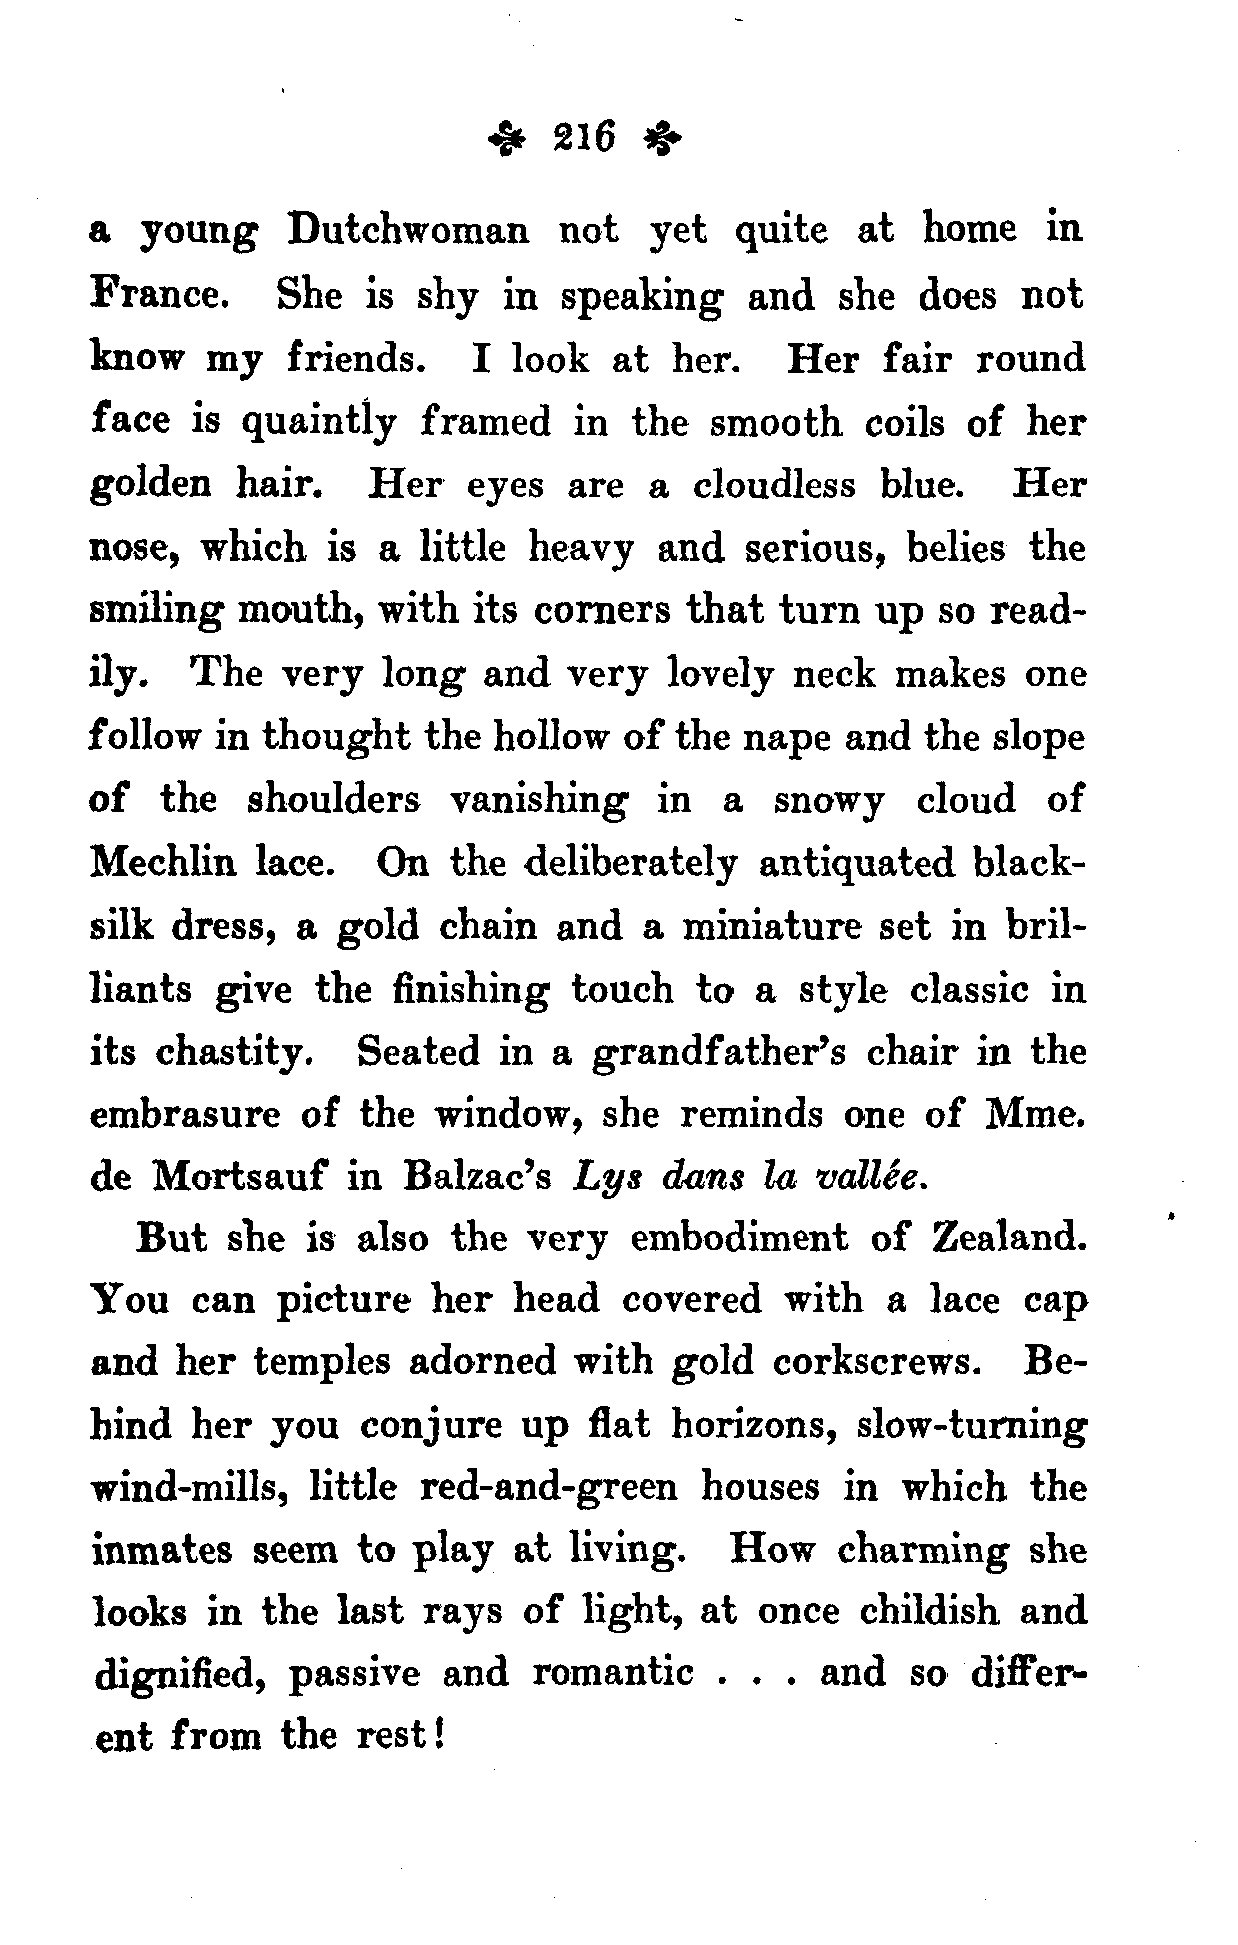 216
a young Dutchwoman not yet quite at home in
France. She is shy in speaking and she does not
know my friends. I look at her. Her fair round
face is quaintly framed in the smooth coils of her
golden hair. Her eyes are a cloudless blue. Her
nose, which is a little heavy and serious, belies the
smiling mouth, with its corners that turn up so read-
ily. The very long and very lovely neck makes one
follow in thought the hollow of the nape and the slope
of the shoulders vanishing in a snowy cloud of
Mechlin lace. On the deliberately antiquated black-
silk dress, a gold chain and a miniature set in bril-
liants give the finishing touch to a style classic in
its chastity. Seated in a grandfather's chair in the
embrasure of the window, she reminds one of Mme.
de Mortsauf in Balzac's Lys dans la vallée.
But she is also the very embodiment of Zealand.
You can picture her head covered with a lace cap
and her temples adorned with gold corkscrews. Be-
hind her you conjure up flat horizons, slow-turning
wind-mills, little red-and-green houses in which the
inmates seem to play at living. How charming she
looks in the last rays of light, at once childish and
dignified, passive and romantic . . . and so differ-
ent from the rest!